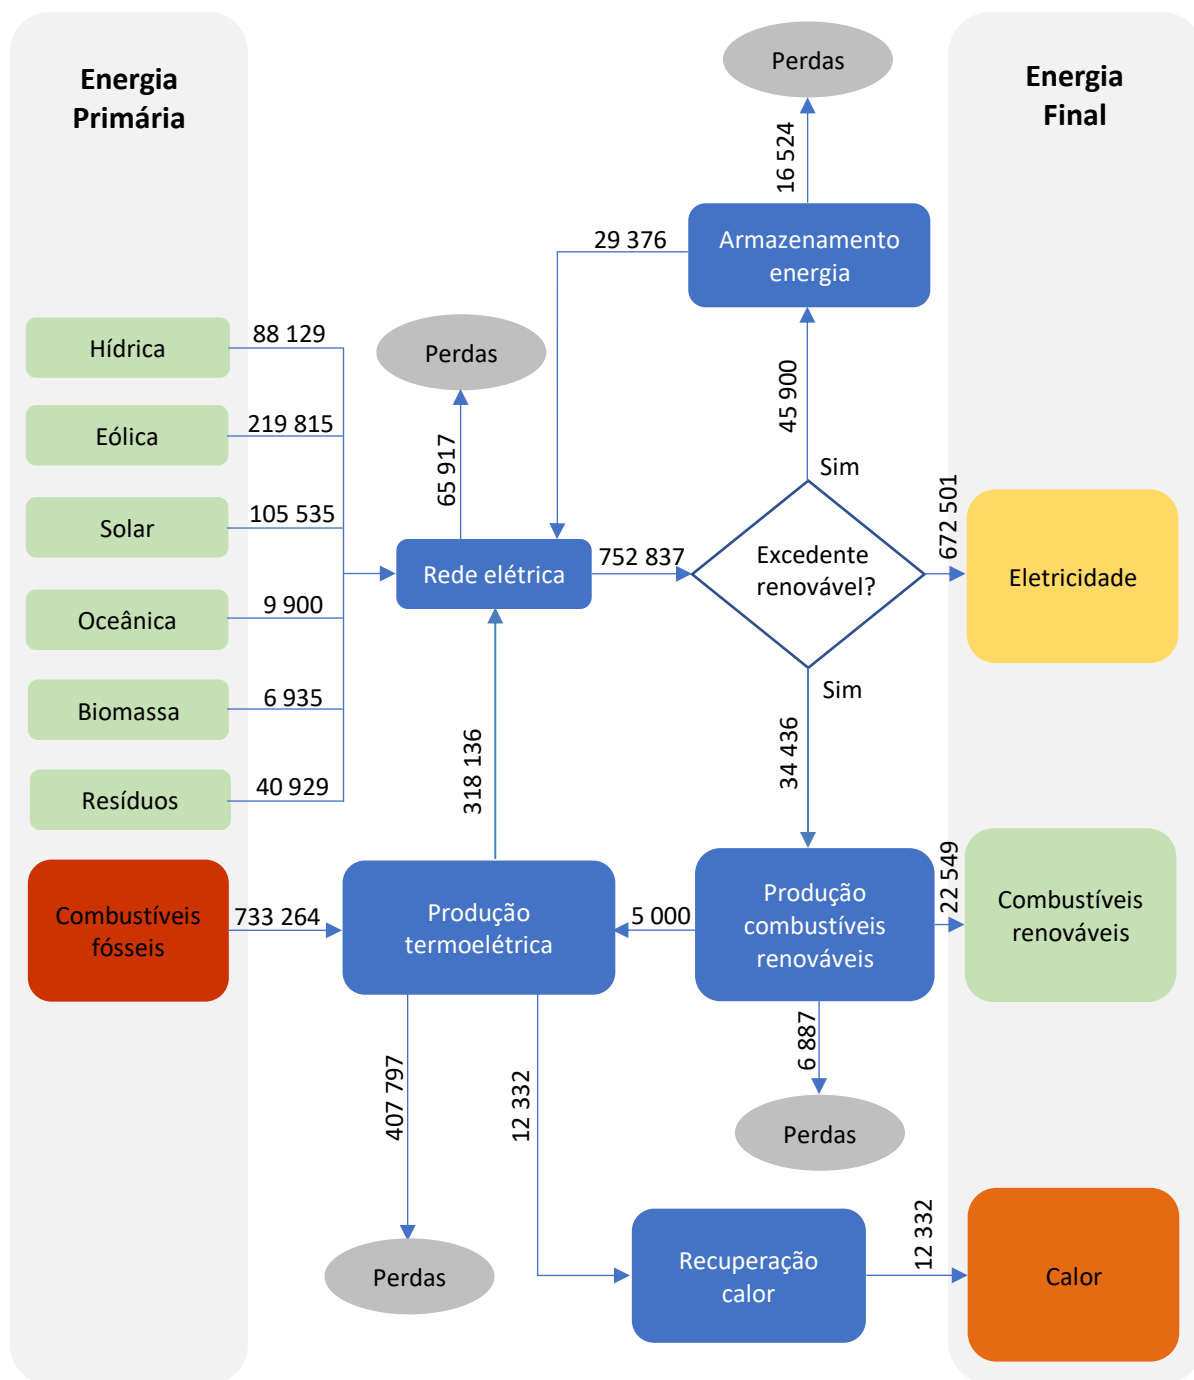 Energia
Primária
Perdas
Energia
Final
16 524
29 376
Armazenamento
energia
Hídrica
88 129
Perdas
45 900
Eólica
219 815
65 917
Sim
672 501
Solar
105 535
Rede elétrica
752 837
Excedente
renovável?
Eletricidade
Oceânica
9 900
Biomassa
6 935
Sim
318 136
34 436
Resíduos
40 929
Combustíveis
fósseis
733 264
Produção
termoelétrica
5 000
Produção
combustíveis
renováveis
22 549
Combustíveis
renováveis
407 797
12 332
6 887
Perdas
Perdas
Recuperação
calor
12 332
Calor